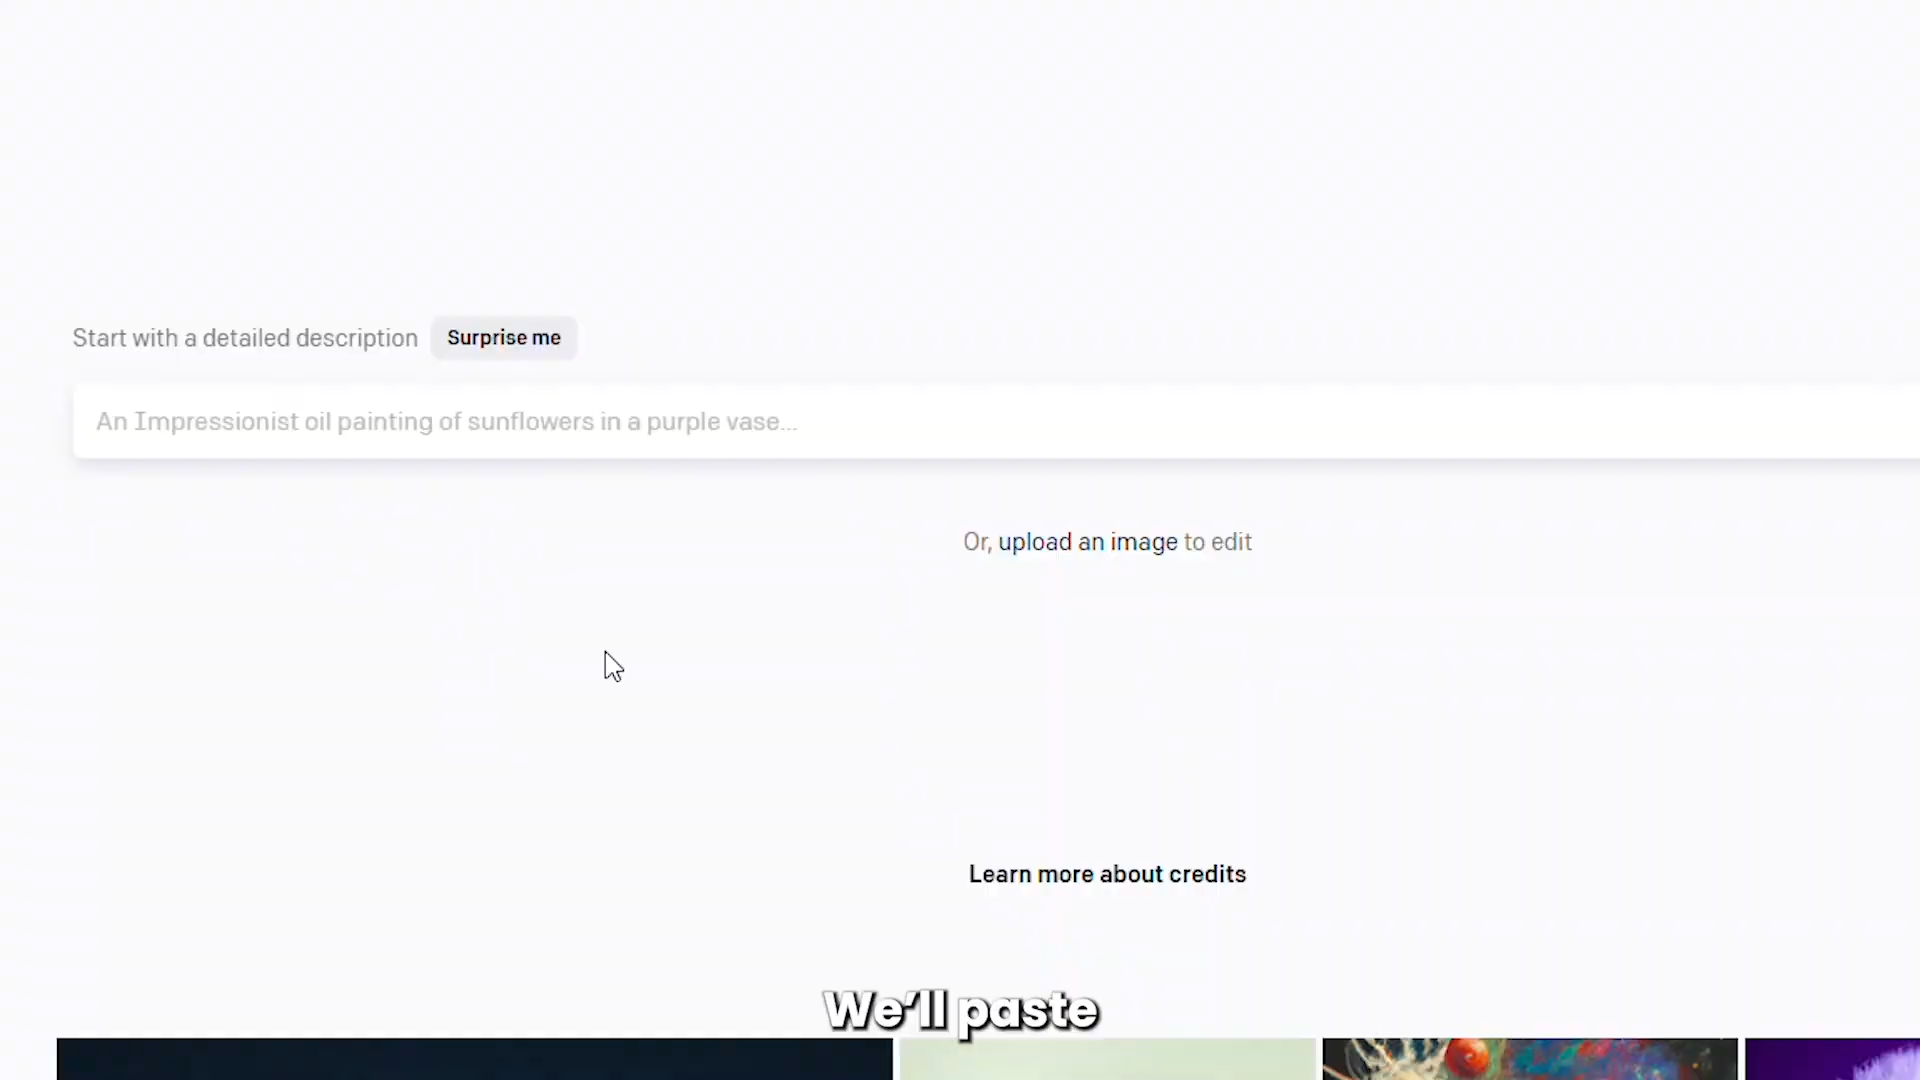 Start with a detailed description Surprise me
An Impressionist oil painting of sunflowers in a purple vase...
Or, upload an image to edit
Learn more about credits
We'll paste